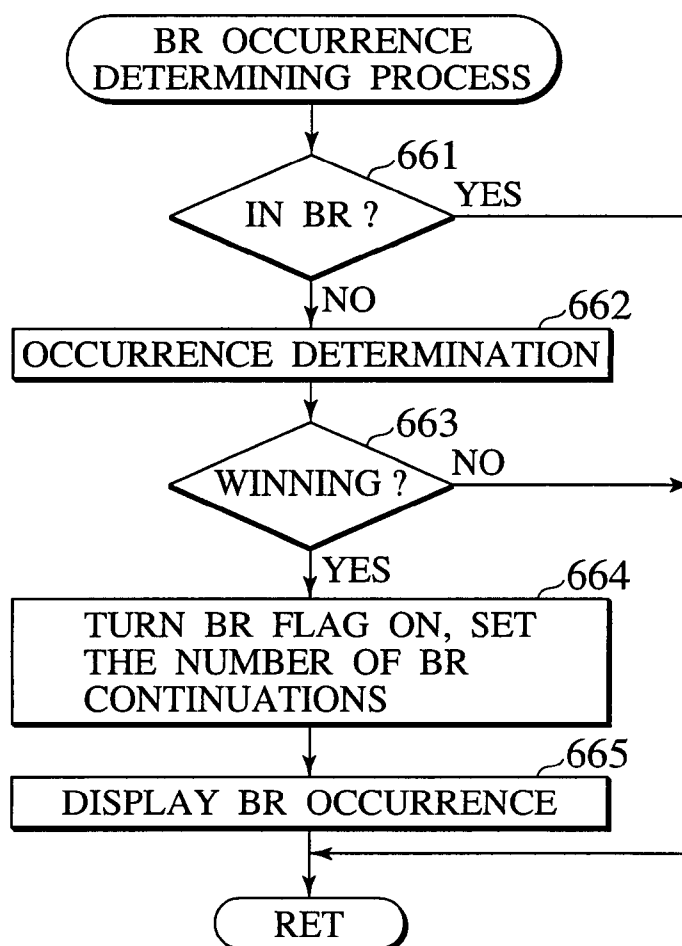 BR OCCURRENCE
DETERMINING PROCESS
661
IN BR ?
YES
NO
662
OCCURRENCE DETERMINATION
663
WINNING ?
NO
YES
664
TURN BR FLAG ON, SET
THE NUMBER OF BR
CONTINUATIONS
665
DISPLAY BR OCCURRENCE
RET